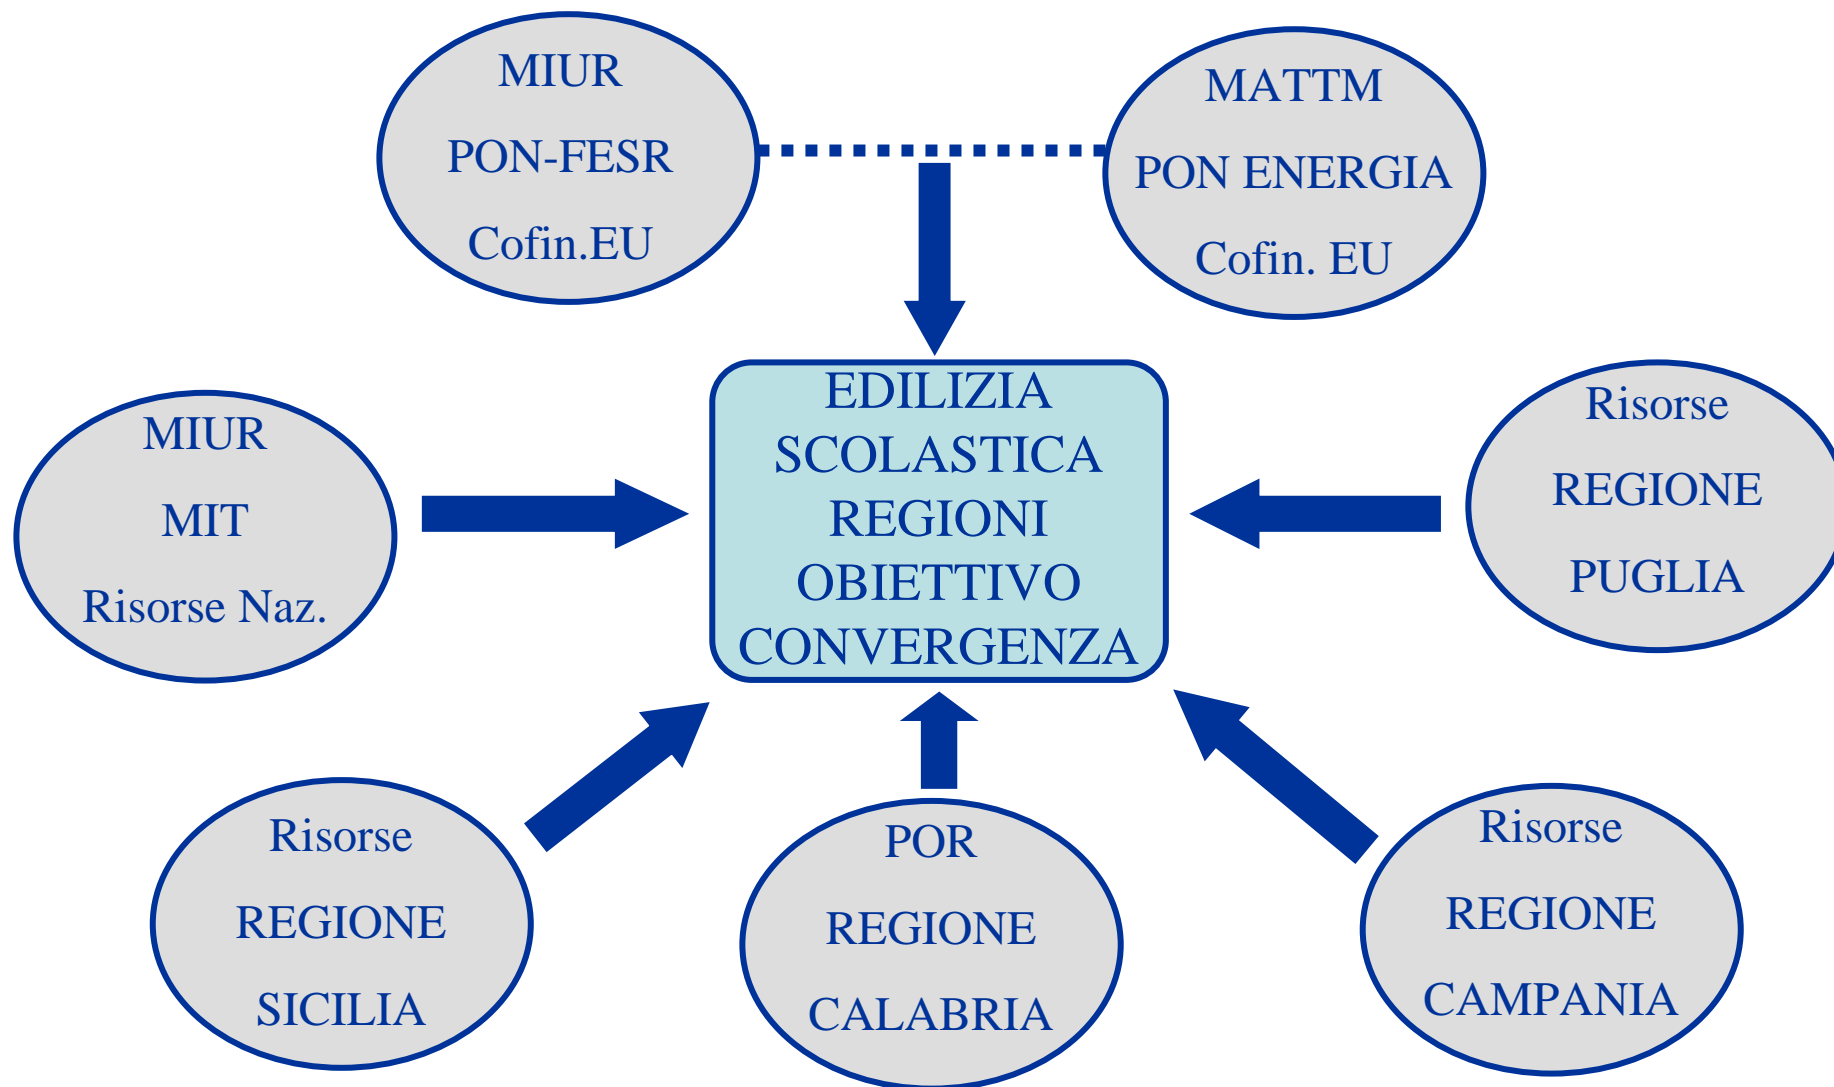 MIUR
PON-FESR
Cofin.EU
MATTM
PON ENERGIA
Cofin. EU
EDILIZIA
SCOLASTICA
REGIONI
OBIETTIVO
CONVERGENZA
MIUR
MIT
Risorse Naz.
Risorse
REGIONE
PUGLIA
Risorse
REGIONE
SICILIA
POR
REGIONE
CALABRIA
Risorse
REGIONE
CAMPANIA